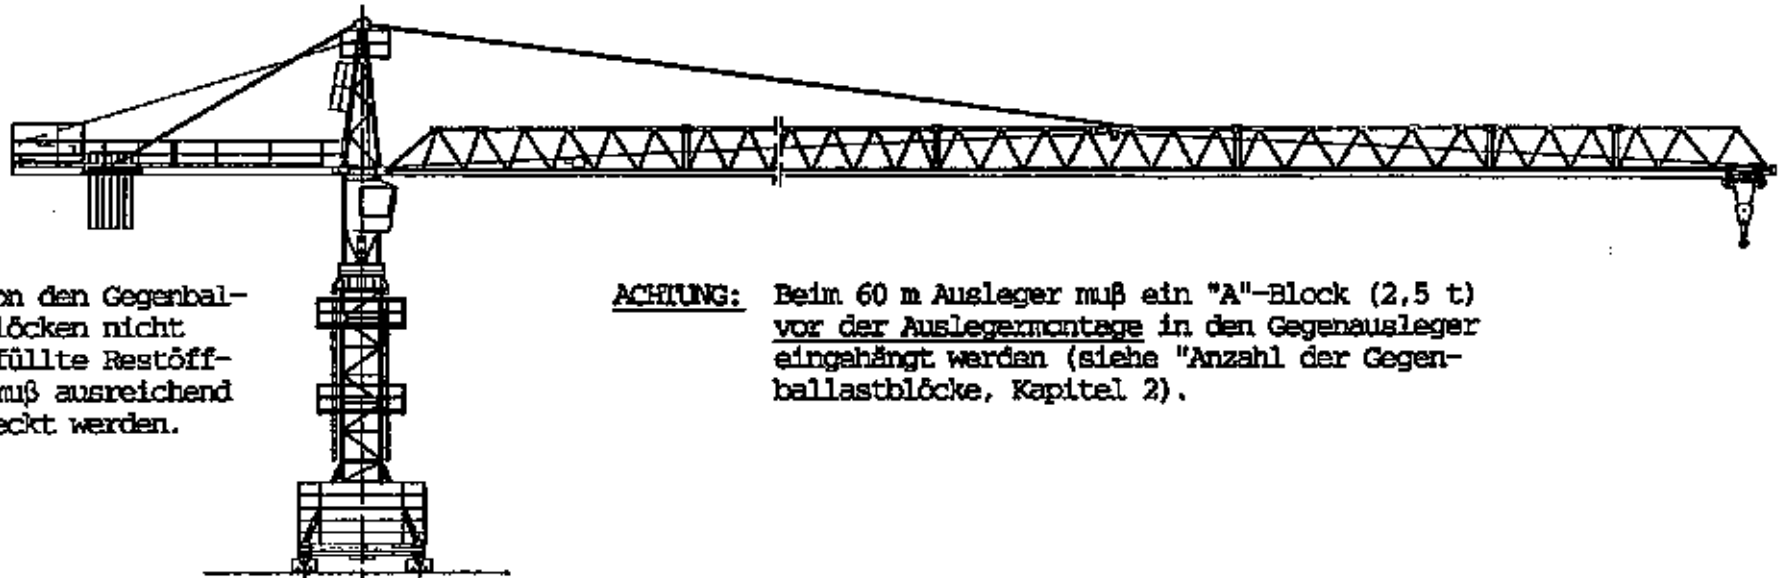 on den Gegenbal-
löcken nicht
füllte Restöff-
muß ausreichend
eckt werden.
ACHTUNG: Beim 60 m Ausleger muß ein "A"-Block (2,5 t)
vor der Auslegermontage in den Gegenausleger
eingehängt werden (siehe "Anzahl der Gegen-
ballastblöcke, Kapitel 2).